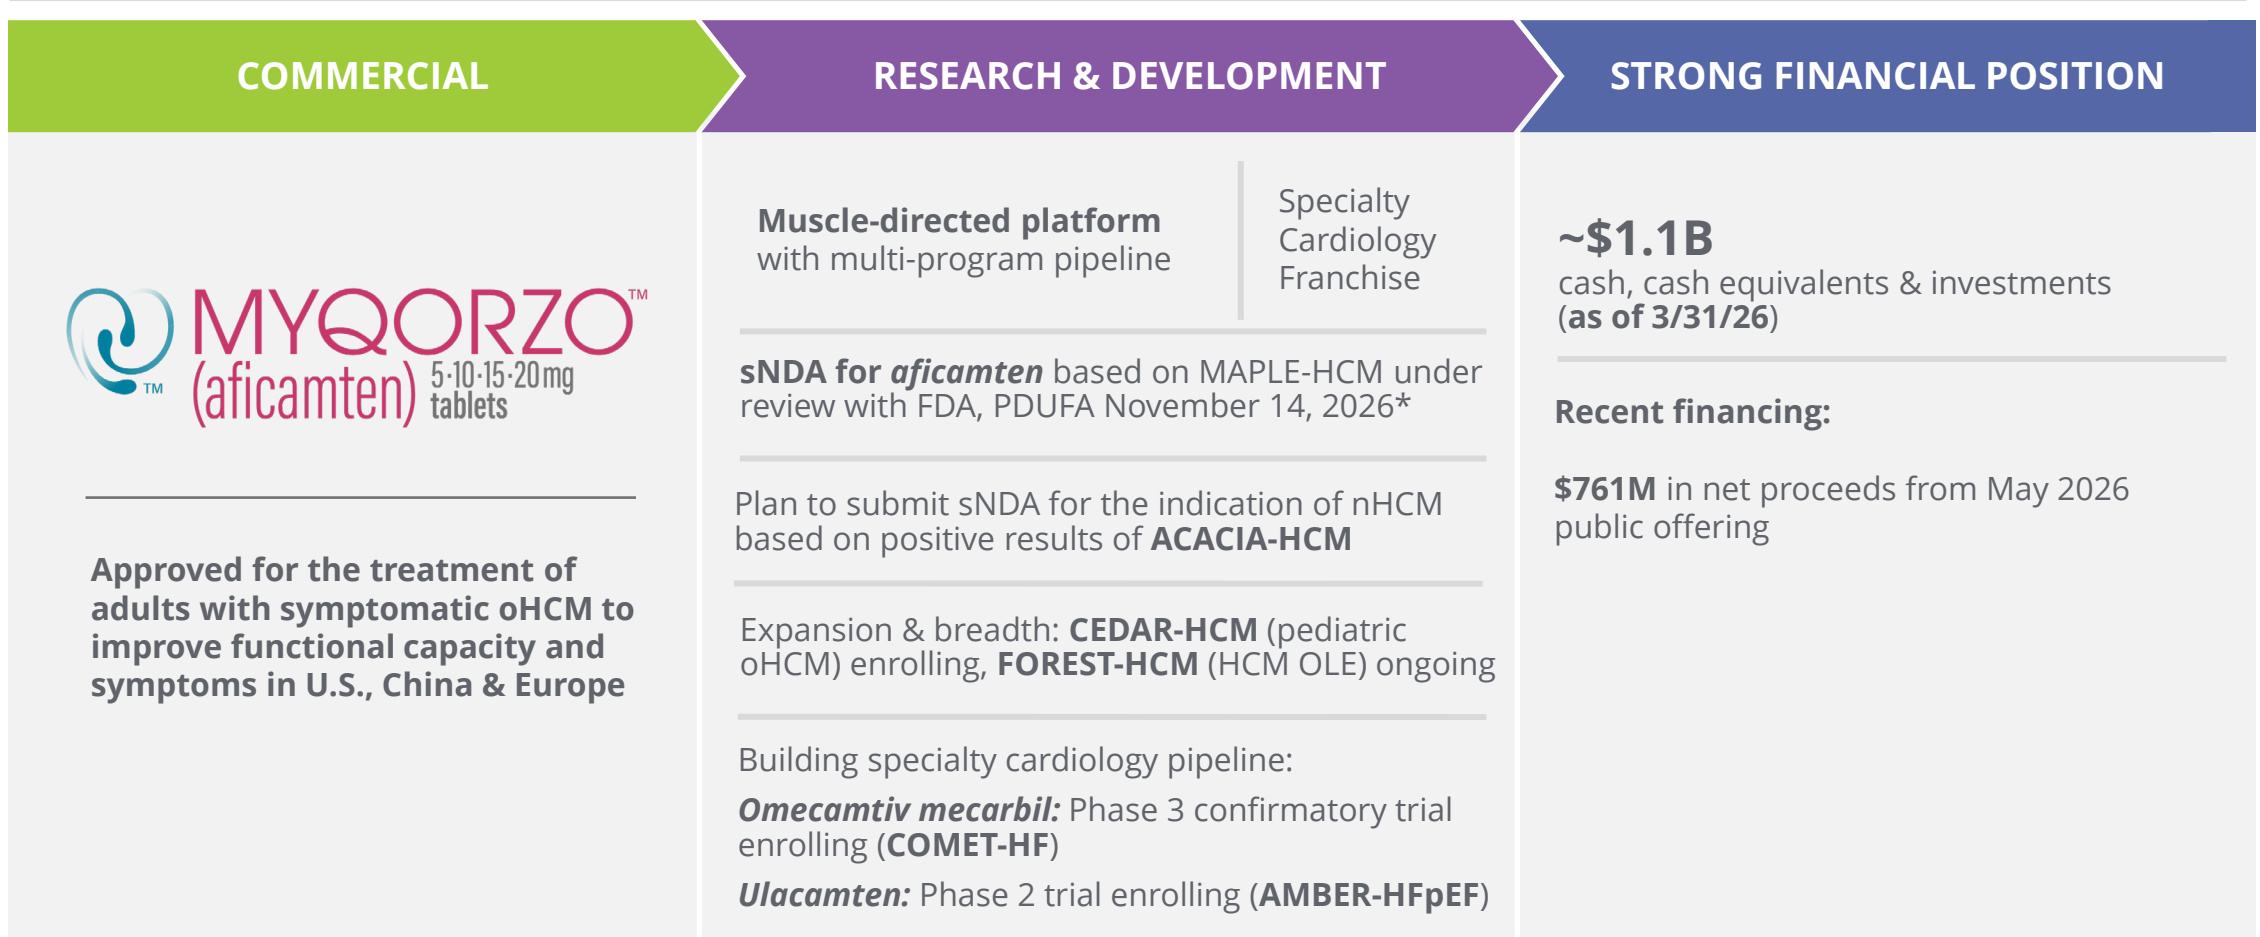 COMMERCIAL
MYQORZO™
(aficamten) 5·10·15·20mg
tablets
™
Approved for the treatment of
adults with symptomatic oHCM to
improve functional capacity and
symptoms in U.S., China & Europe
RESEARCH & DEVELOPMENT
Muscle-directed platform
with multi-program pipeline
Specialty
Cardiology
Franchise
sNDA for aficamten based on MAPLE-HCM under
review with FDA, PDUFA November 14, 2026*
Plan to submit sNDA for the indication of nHCM
based on positive results of ACACIA-HCM
Expansion & breadth: CEDAR-HCM (pediatric
oHCM) enrolling, FOREST-HCM (HCM OLE) ongoing
Building specialty cardiology pipeline:
Omecamtiv mecarbil: Phase 3 confirmatory trial
enrolling (COMET-HF)
Ulacamten: Phase 2 trial enrolling (AMBER-HFpEF)
STRONG FINANCIAL POSITION
~$1.1B
cash, cash equivalents & investments
(as of 3/31/26)
Recent financing:
$761M in net proceeds from May 2026
public offering